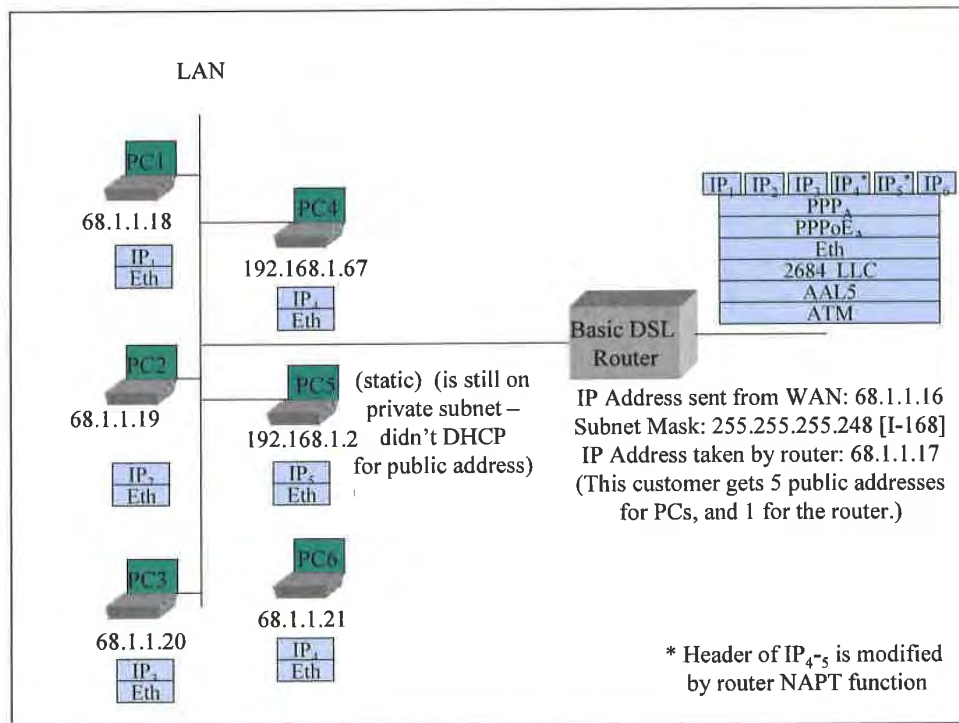 LAN
PC1
68.1.1.18
IP1
Eth
PC4
192.168.1.67
IP4
Eth
PC2
68.1.1.19
IP2
Eth
PC5
192.168.1.2
IP5
Eth
(static) (is still on
private subnet –
didn't DHCP
for public address)
PC3
68.1.1.20
IP3
Eth
PC6
68.1.1.21
IP4
Eth
Basic DSL
Router
IP1 IP2 IP3 IP4* IP5* IP6
PPPA
PPPoEA
Eth
2684 LLC
AAL5
ATM
IP Address sent from WAN: 68.1.1.16
Subnet Mask: 255.255.255.248 [I-168]
IP Address taken by router: 68.1.1.17
(This customer gets 5 public addresses
for PCs, and 1 for the router.)
* Header of IP4-5 is modified
by router NAPT function